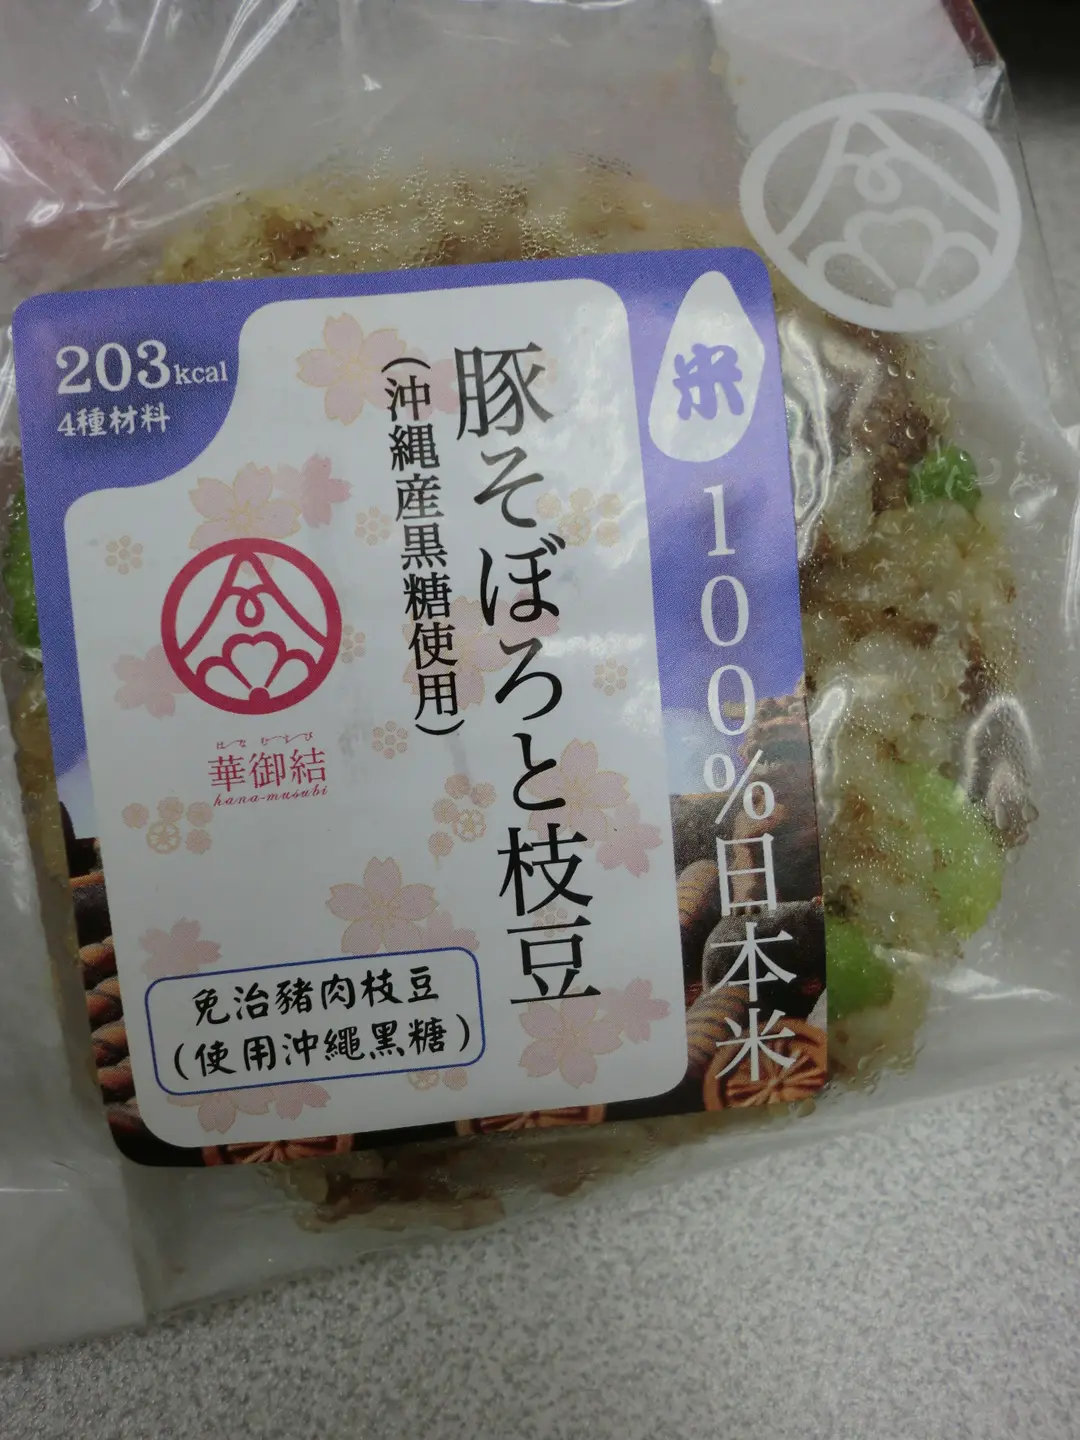 203kcal
4種材料
米
100%日本米
豚そぼろと枝豆
(沖縄産黒糖使用)
はなむすび
華御結
hana-musubi
免治豬肉枝豆
(使用沖繩黑糖)